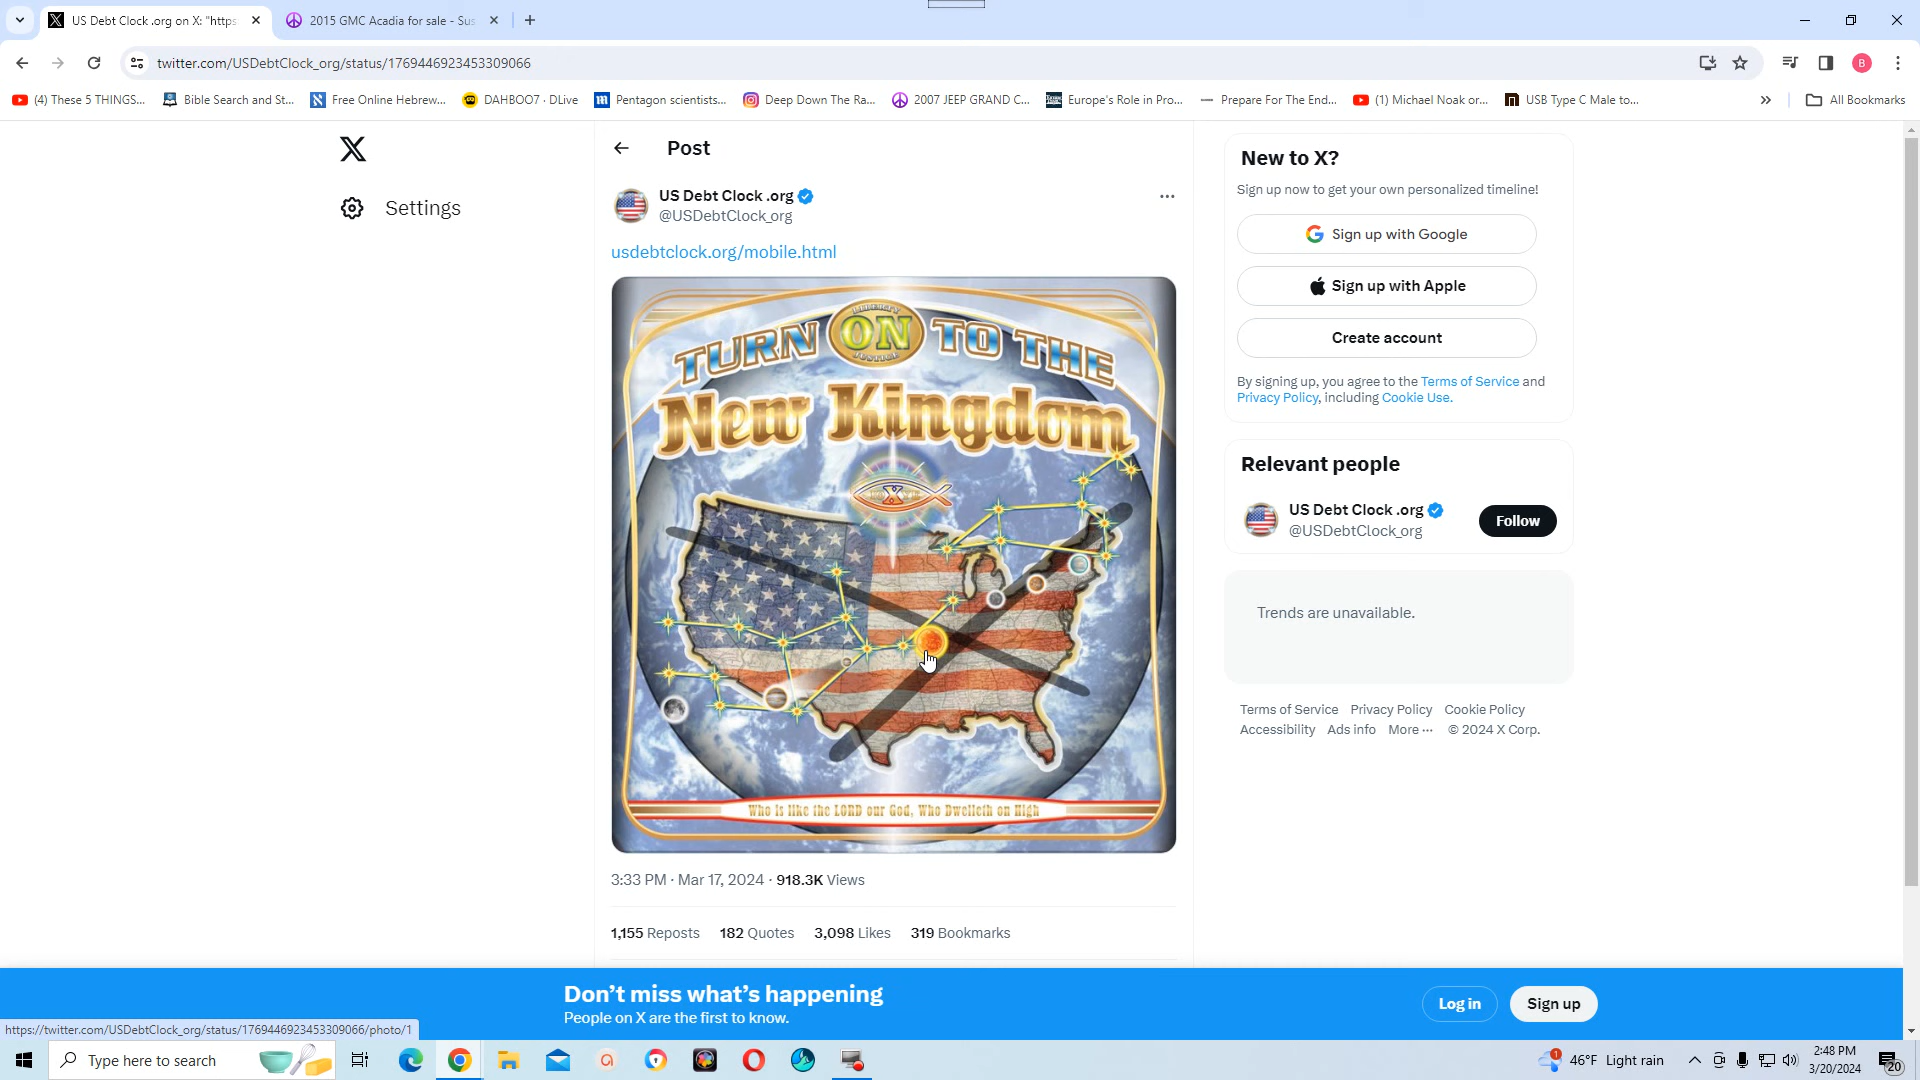 US Debt Clock .org on X: "https
2015 GMC Acadia for sale - Sus
twitter.com/USDebtClock_org/status/1769446923453309066
B
(4) These 5 THINGS...
Bible Search and St...
Free Online Hebrew...
DAHBOO7 · DLive
Pentagon scientists...
Deep Down The Ra...
2007 JEEP GRAND C...
Europe's Role in Pro...
Prepare For The End...
(1) Michael Noak or...
USB Type C Male to...
All Bookmarks
Settings
Post
US Debt Clock .org
@USDebtClock_org
usdebtclock.org/mobile.html
LIBERTY
TURN ON TO THE
JUSTICE
New Kingdom
X
Who is like the LORD our God, Who Dwelleth on High
3:33 PM · Mar 17, 2024 · 918.3K Views
1,155 Reposts 182 Quotes 3,098 Likes 319 Bookmarks
New to X?
Sign up now to get your own personalized timeline!
Sign up with Google
Sign up with Apple
Create account
By signing up, you agree to the Terms of Service and
Privacy Policy, including Cookie Use.
Relevant people
US Debt Clock .org
@USDebtClock_org
Follow
Trends are unavailable.
Terms of Service Privacy Policy Cookie Policy
Accessibility Ads info More ··· © 2024 X Corp.
Don't miss what's happening
People on X are the first to know.
Log in
Sign up
https://twitter.com/USDebtClock_org/status/1769446923453309066/photo/1
Type here to search
1
46°F Light rain
2:48 PM
3/20/2024
20